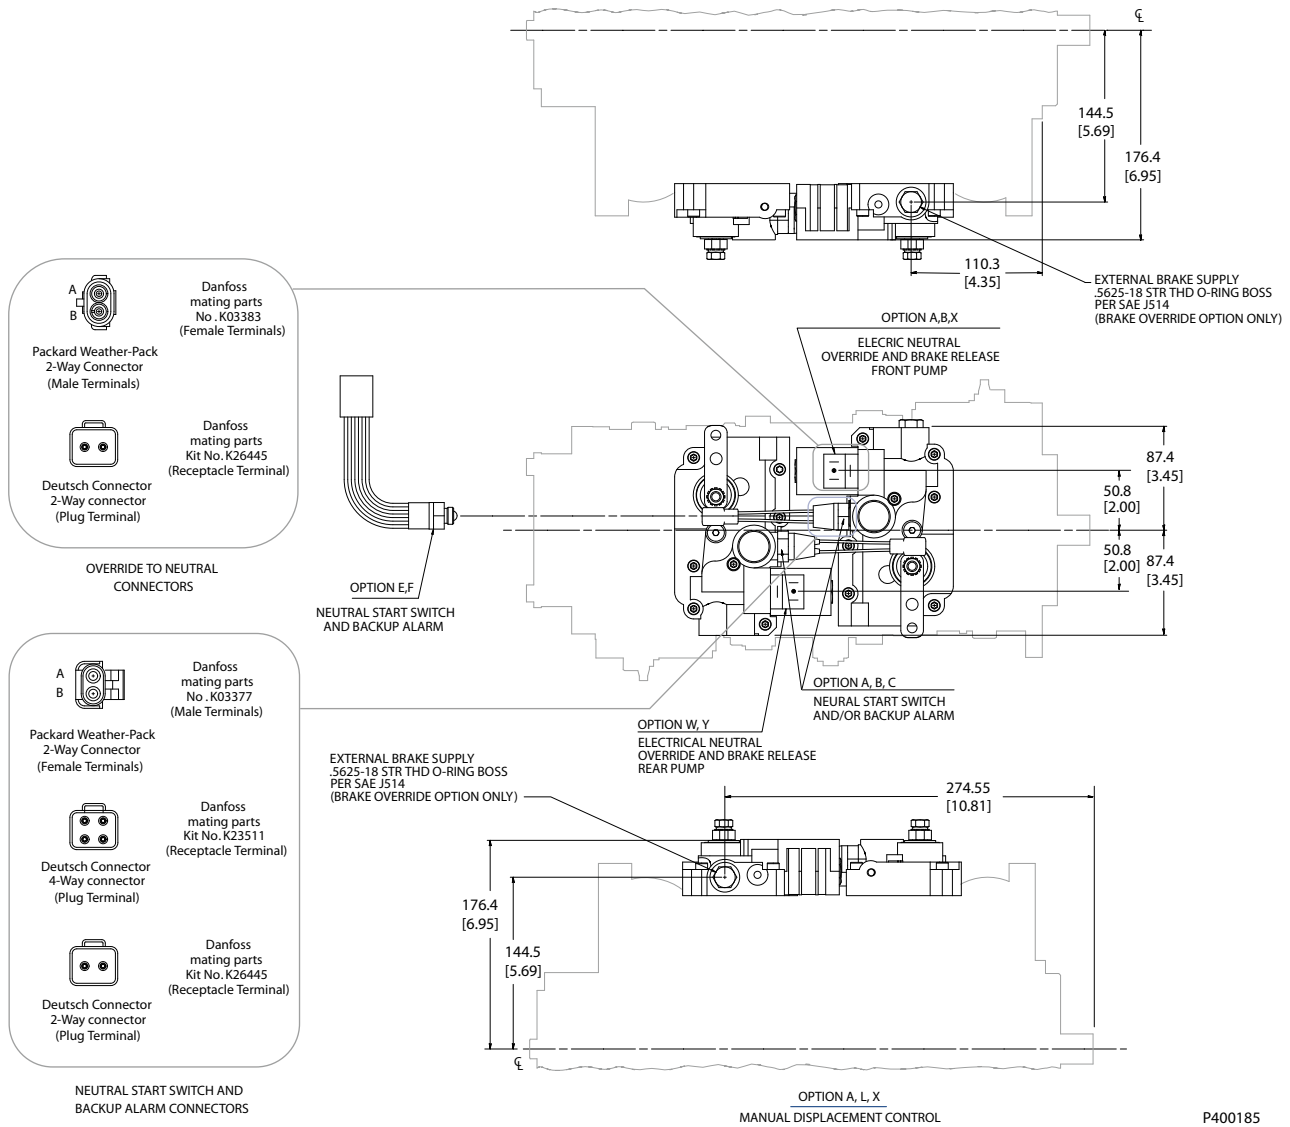 ℄
144.5
[5.69]
176.4
[6.95]
110.3
[4.35]
EXTERNAL BRAKE SUPPLY
.5625-18 STR THD O-RING BOSS
PER SAE J514
(BRAKE OVERRIDE OPTION ONLY)
A
B
Danfoss
mating parts
No .K03383
(Female Terminals)
Packard Weather-Pack
2-Way Connector
(Male Terminals)
Danfoss
mating parts
Kit No. K26445
(Receptacle Terminal)
Deutsch Connector
2-Way connector
(Plug Terminal)
OVERRIDE TO NEUTRAL
CONNECTORS
OPTION A,B,X
ELECRIC NEUTRAL
OVERRIDE AND BRAKE RELEASE
FRONT PUMP
87.4
[3.45]
50.8
[2.00]
50.8
[2.00]
87.4
[3.45]
OPTION E,F
NEUTRAL START SWITCH
AND BACKUP ALARM
OPTION A, B, C
NEURAL START SWITCH
AND/OR BACKUP ALARM
OPTION W, Y
ELECTRICAL NEUTRAL
OVERRIDE AND BRAKE RELEASE
REAR PUMP
A
B
Danfoss
mating parts
No .K03377
(Male Terminals)
Packard Weather-Pack
2-Way Connector
(Female Terminals)
Danfoss
mating parts
Kit No. K23511
(Receptacle Terminal)
Deutsch Connector
4-Way connector
(Plug Terminal)
Danfoss
mating parts
Kit No. K26445
(Receptacle Terminal)
Deutsch Connector
2-Way connector
(Plug Terminal)
NEUTRAL START SWITCH AND
BACKUP ALARM CONNECTORS
EXTERNAL BRAKE SUPPLY
.5625-18 STR THD O-RING BOSS
PER SAE J514
(BRAKE OVERRIDE OPTION ONLY)
274.55
[10.81]
176.4
[6.95]
144.5
[5.69]
℄
OPTION A, L, X
MANUAL DISPLACEMENT CONTROL
P400185